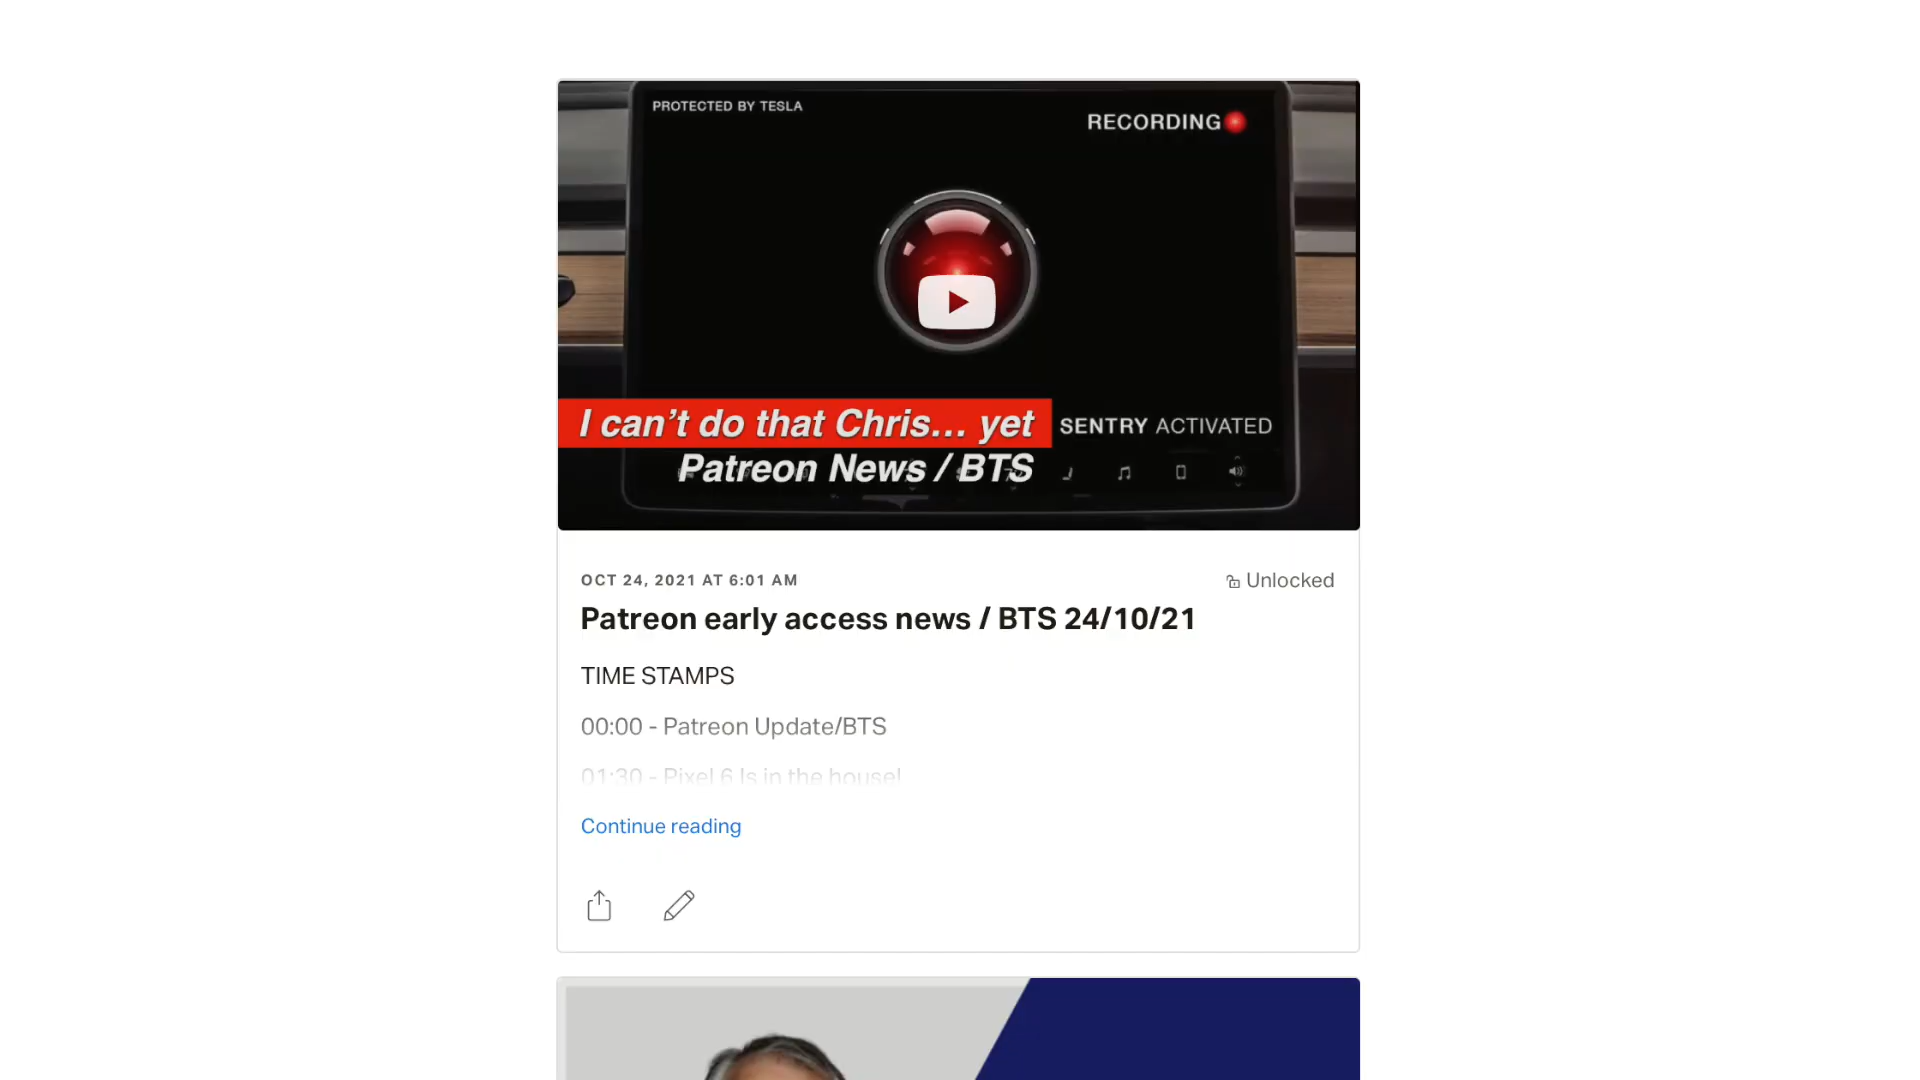 PROTECTED BY TESLA
RECORDING
I can't do that Chris... yet
SENTRY ACTIVATED
Patreon News / BTS
OCT 24, 2021 AT 6:01 AM
Unlocked
Patreon early access news / BTS 24/10/21
TIME STAMPS
00:00 - Patreon Update/BTS
01:30 - Pixel 6 Is in the house!
Continue reading